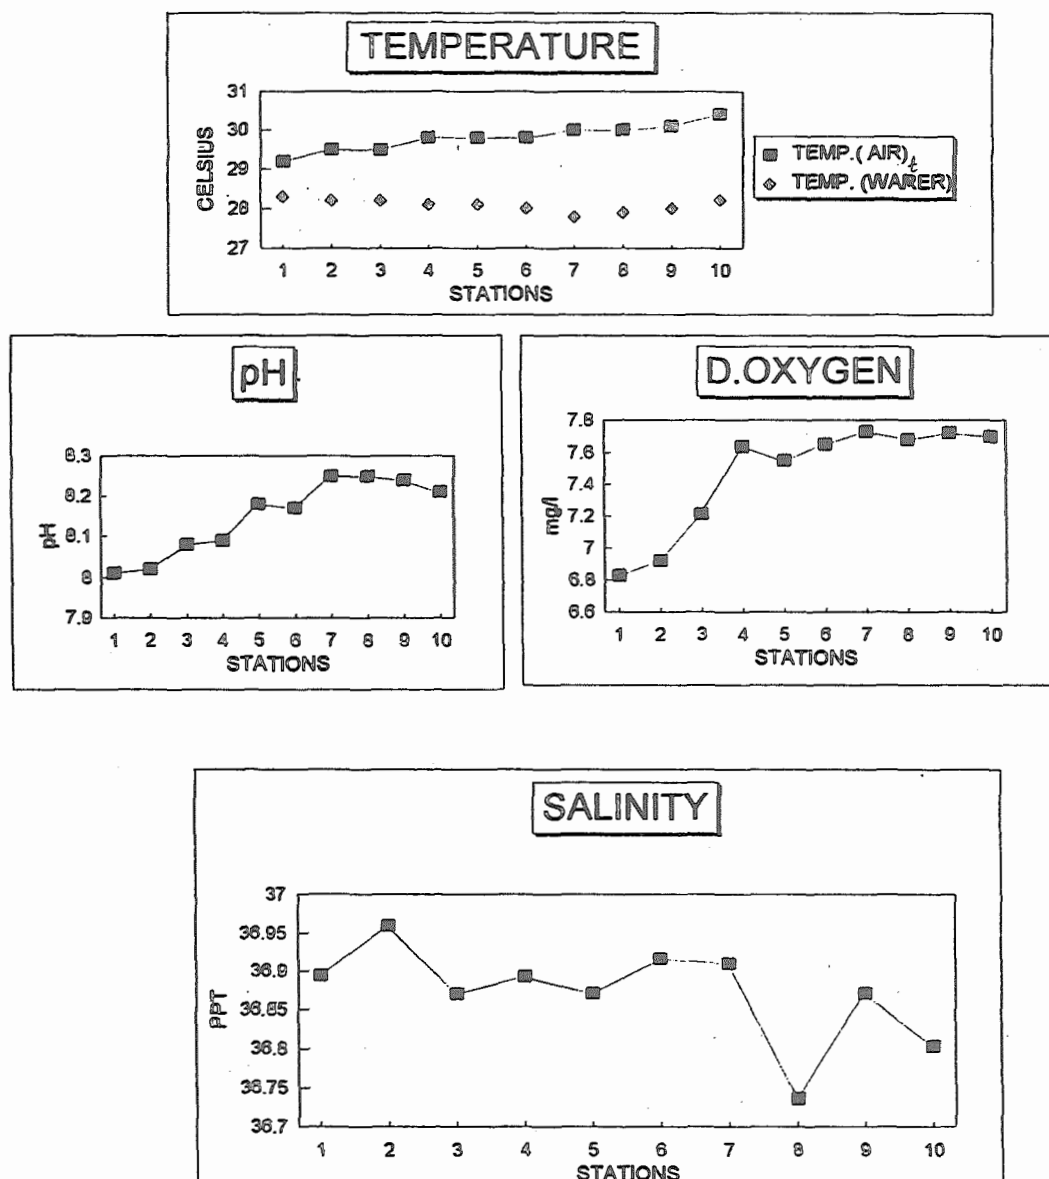 TEMPERATURE
31
30
29
28
27
CELSIUS
1 2 3 4 5 6 7 8 9 10
STATIONS
TEMP.(AIR)
t
TEMP. (WARER)
pH
8.3
8.2
8.1
8
7.9
pH
1 2 3 4 5 6 7 8 9 10
STATIONS
D.OXYGEN
7.8
7.6
7.4
7.2
7
6.8
6.6
mg/l
1 2 3 4 5 6 7 8 9 10
STATIONS
SALINITY
37
36.95
36.9
36.85
36.8
36.75
36.7
PPT
1 2 3 4 5 6 7 8 9 10
STATIONS